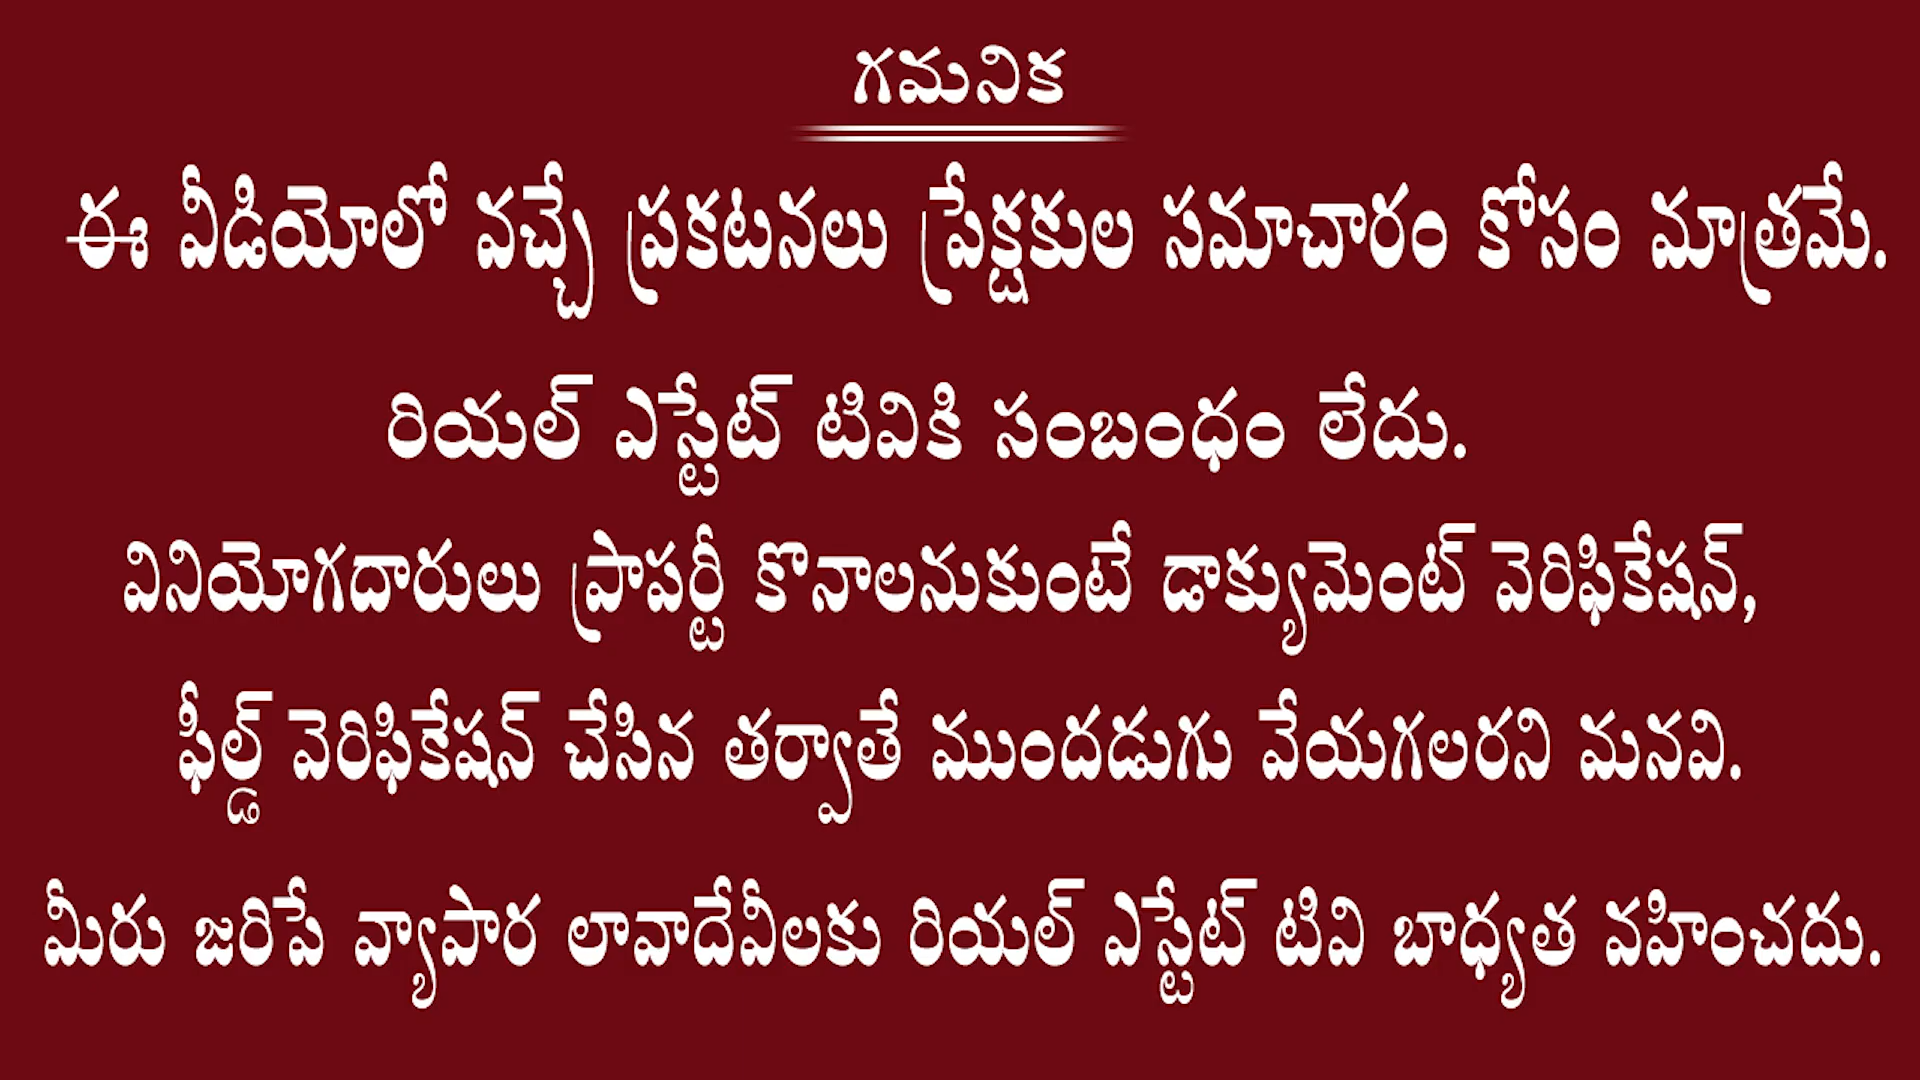 గమనిక
ఈ వీడియోలో వచ్చే ప్రకటనలు ప్రేక్షకుల సమాచారం కోసం మాత్రమే.
రియల్ ఎస్టేట్ టివికి సంబంధం లేదు.
వినియోగదారులు ప్రాపర్టీ కొనాలనుకుంటే డాక్యుమెంట్ వెరిఫికేషన్,
ఫీల్డ్ వెరిఫికేషన్ చేసిన తర్వాతే ముందడుగు వేయగలరని మనవి.
మీరు జరిపే వ్యాపార లావాదేవీలకు రియల్ ఎస్టేట్ టివి బాధ్యత వహించదు.